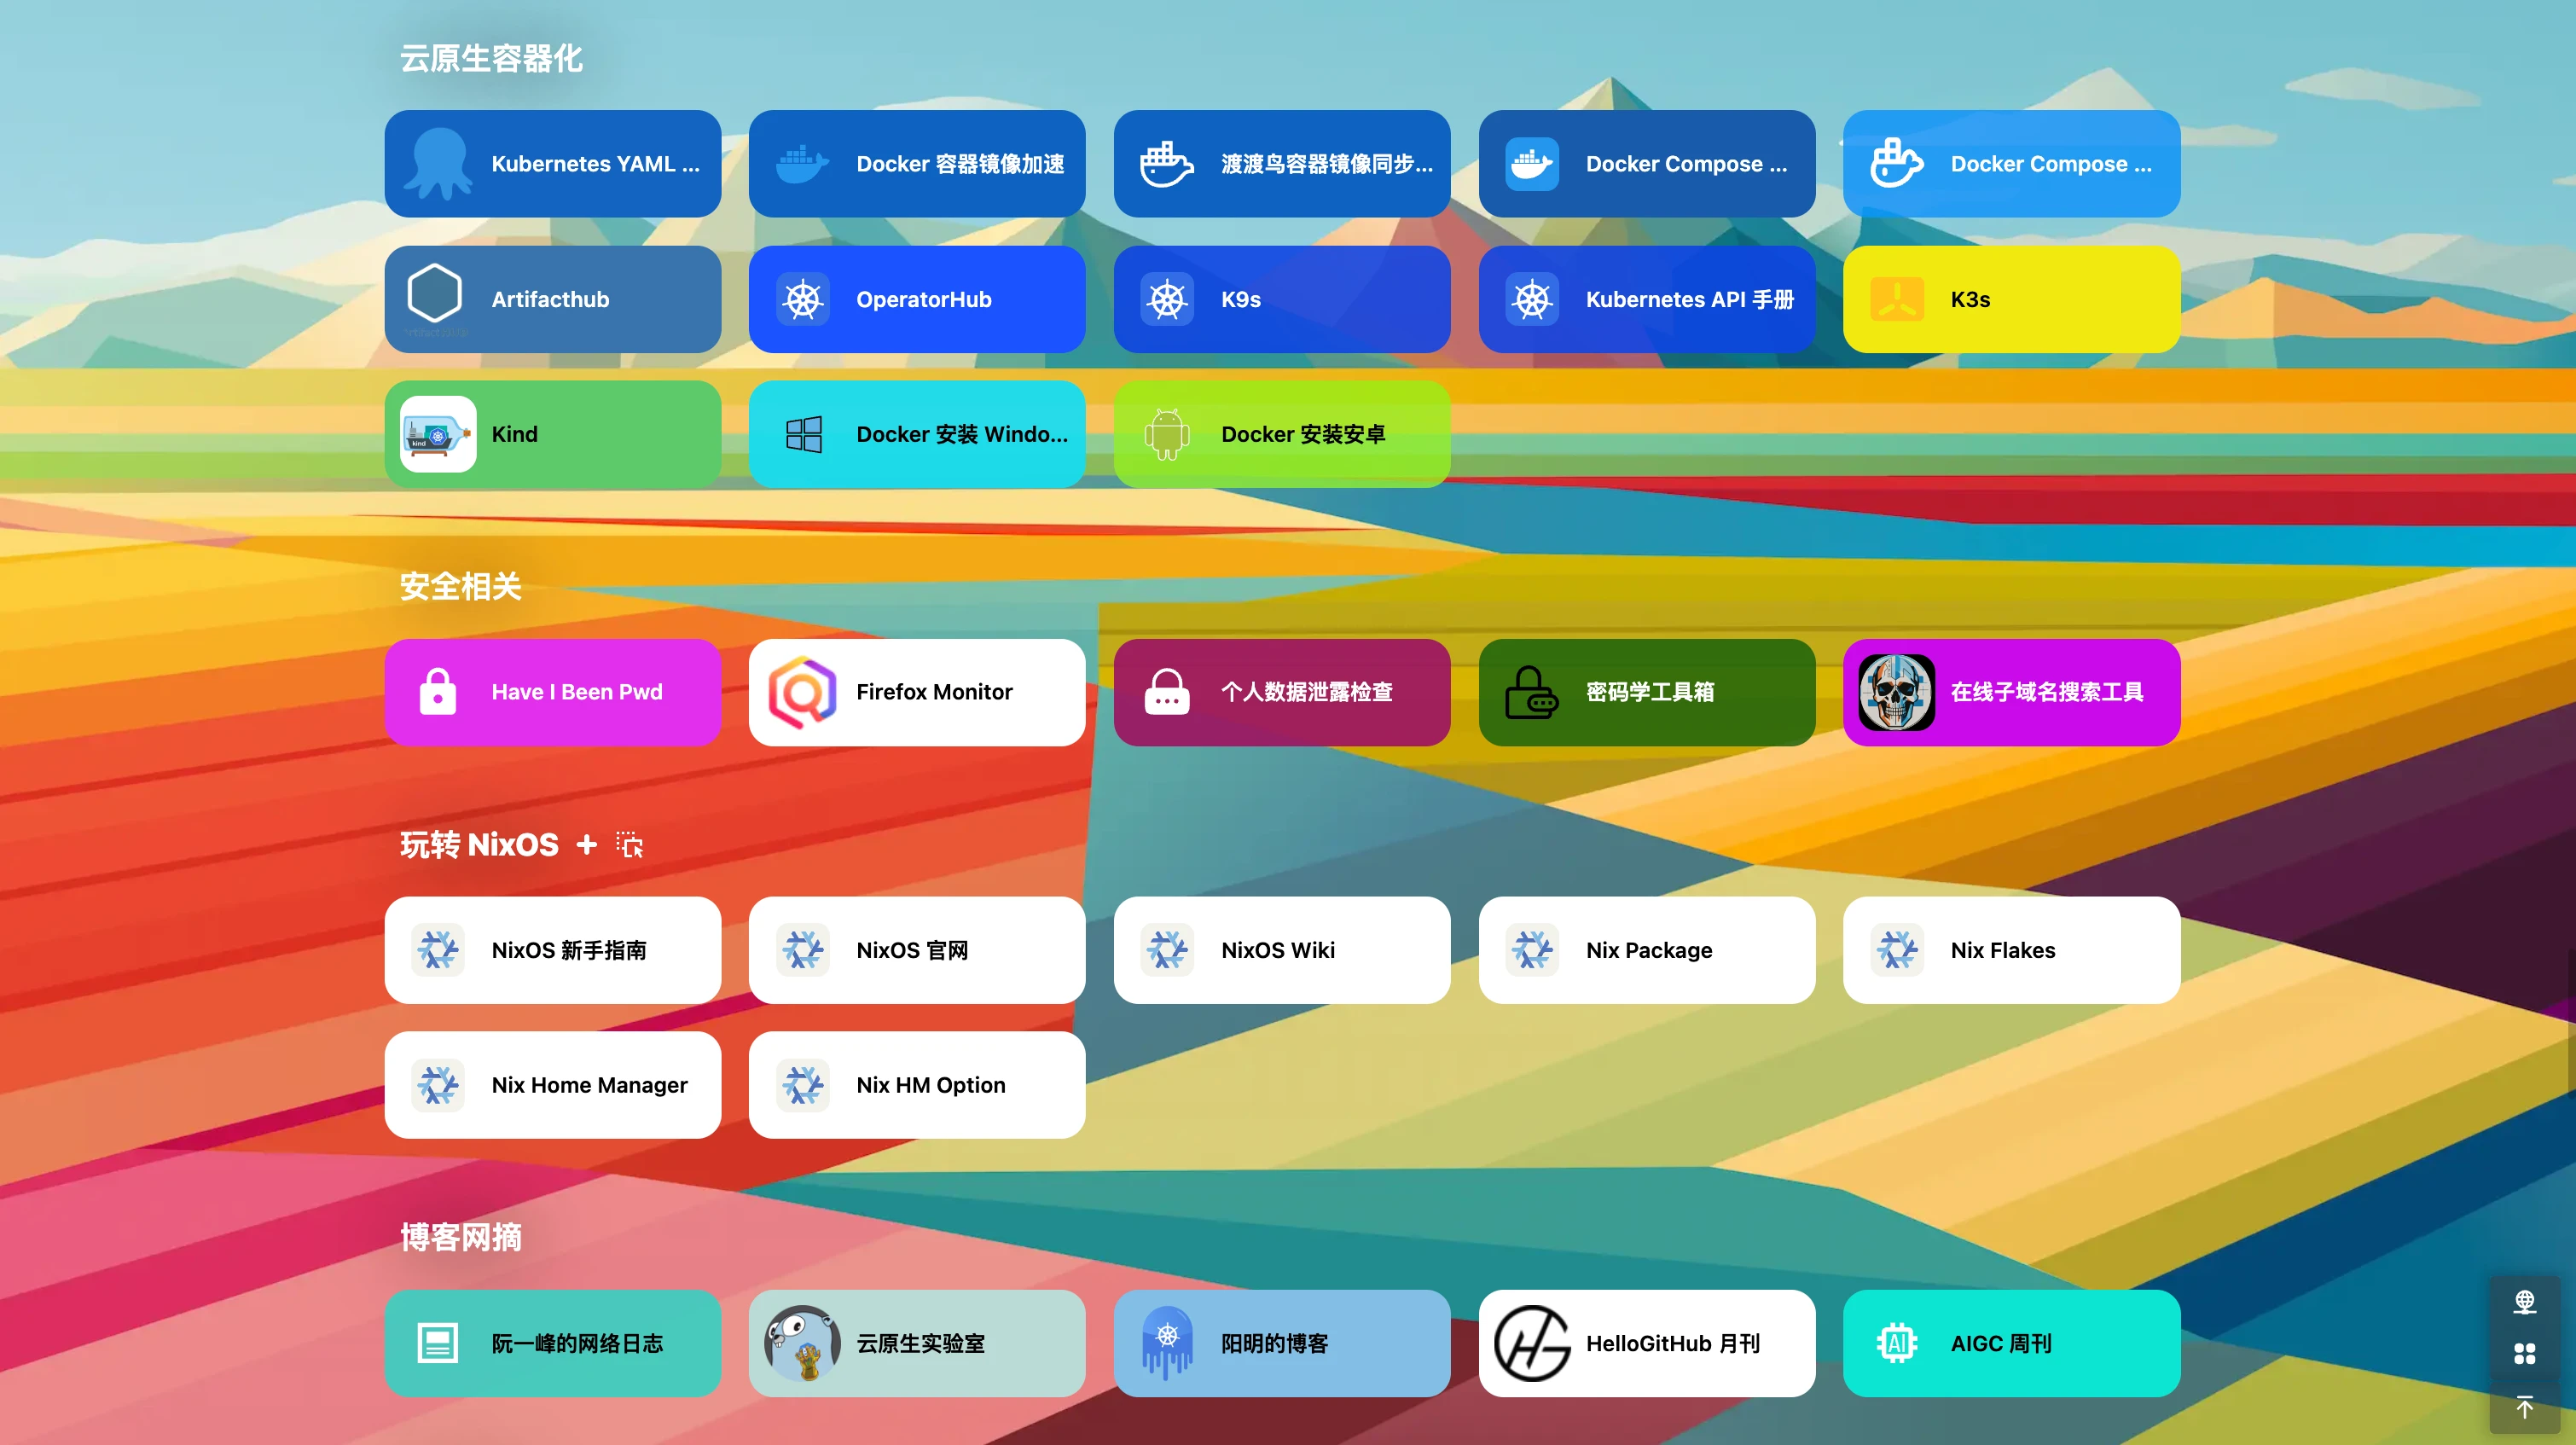 云原生容器化
Kubernetes YAML ...
Docker 容器镜像加速
渡渡鸟容器镜像同步...
Docker Compose ...
Docker Compose ...
Artifacthub
OperatorHub
K9s
Kubernetes API 手册
K3s
kind
Kind
Docker 安装 Windo...
Docker 安装安卓
安全相关
Have I Been Pwd
Firefox Monitor
个人数据泄露检查
密码学工具箱
在线子域名搜索工具
玩转 NixOS
NixOS 新手指南
NixOS 官网
NixOS Wiki
Nix Package
Nix Flakes
Nix Home Manager
Nix HM Option
博客网摘
阮一峰的网络日志
云原生实验室
阳明的博客
HelloGitHub 月刊
AI
AIGC 周刊